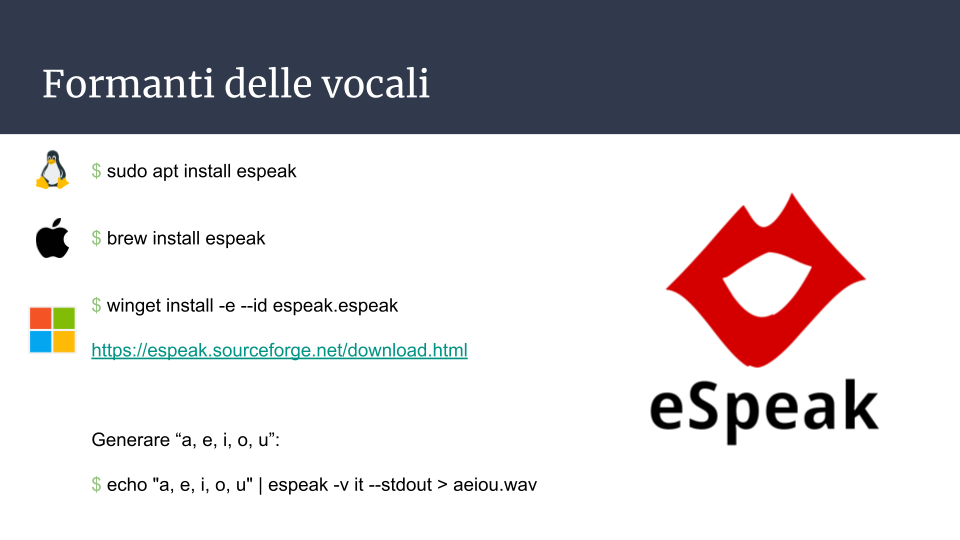 Formanti delle vocali
$ sudo apt install espeak
$ brew install espeak
$ winget install -e --id espeak.espeak
https://espeak.sourceforge.net/download.html
eSpeak
Generare “a, e, i, o, u”:
$ echo "a, e, i, o, u" | espeak -v it --stdout > aeiou.wav